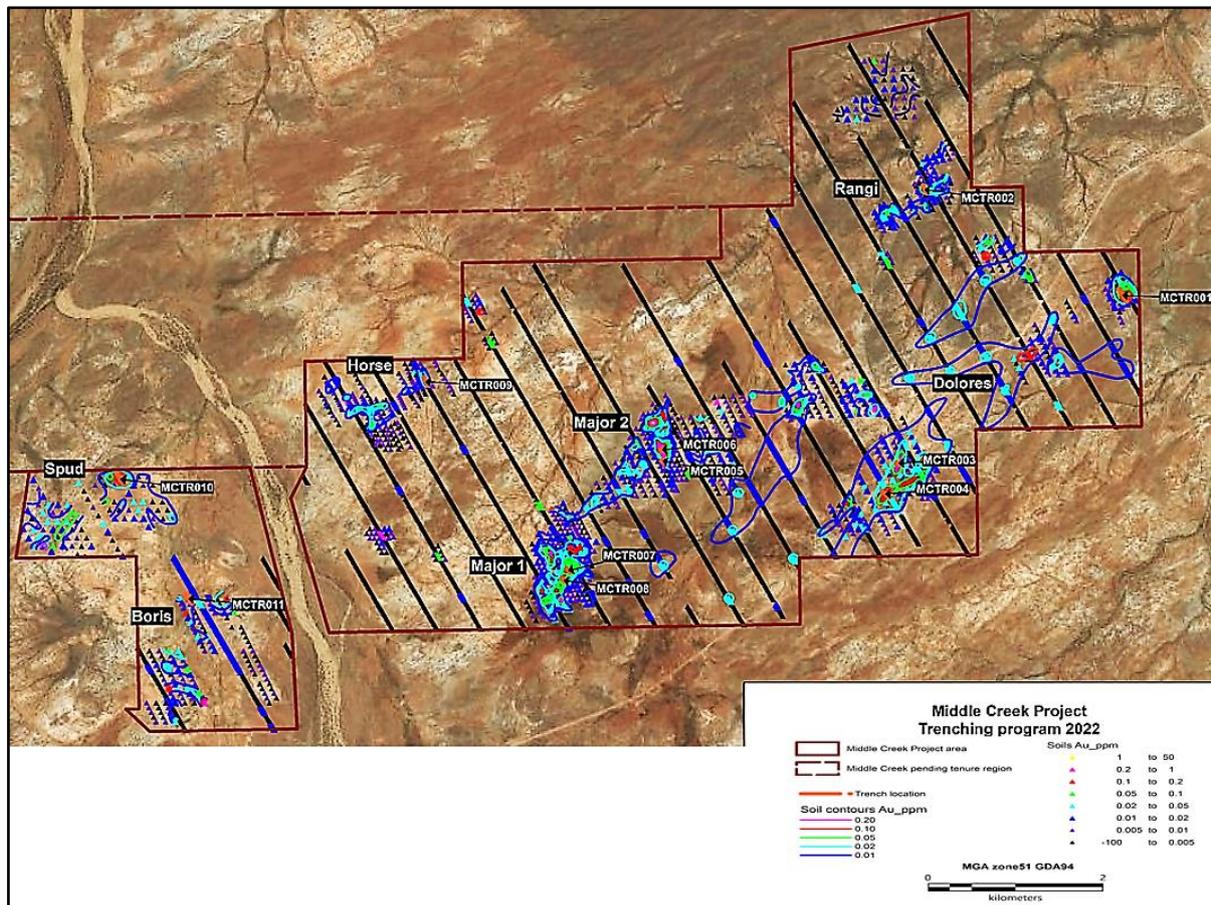 Rangi
MCTR002
MCTR001
Horse
MCTR009
Dolores
Major 2
MCTR006
MCTR005
MCTR003
MCTR004
Spud
MCTR010
Major 1
MCTR007
MCTR008
Boris
MCTR011
Middle Creek Project
Trenching program 2022
Middle Creek Project area
Middle Creek pending tenure region
Trench location
Soil contours Au_ppm
0.20
0.10
0.05
0.02
0.01
Soils Au_ppm
1 to 50
0.2 to 1
0.1 to 0.2
0.05 to 0.1
0.02 to 0.05
0.01 to 0.02
0.005 to 0.01
-100 to 0.005
MGA zone51 GDA94
0 2
kilometers